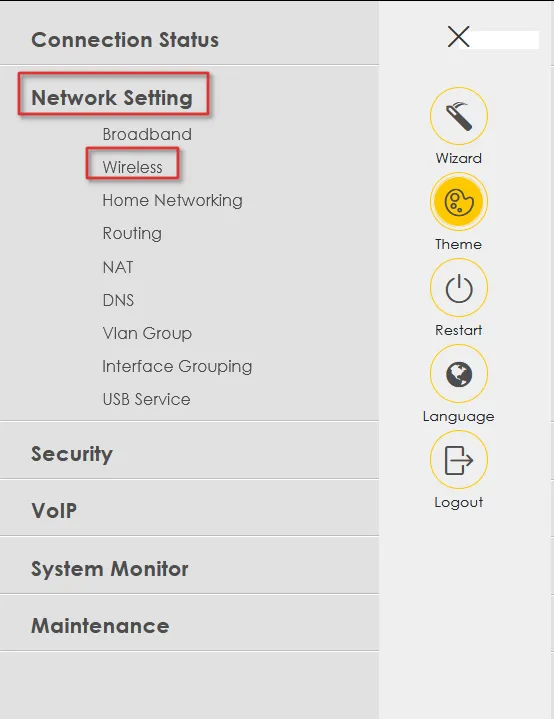 Connection Status
Network Setting
Broadband
Wireless
Home Networking
Routing
NAT
DNS
Vlan Group
Interface Grouping
USB Service
Security
VoIP
System Monitor
Maintenance
Wizard
Theme
Restart
Language
Logout